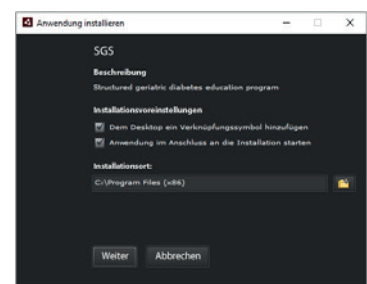 Anwendung installieren
SGS
Beschreibung
Structured geriatric diabetes education program
Installationsvoreinstellungen
Dem Desktop ein Verknüpfungssymbol hinzufügen
Anwendung im Anschluss an die Installation starten
Installationsort:
C:\Program Files (x86)
Weiter Abbrechen